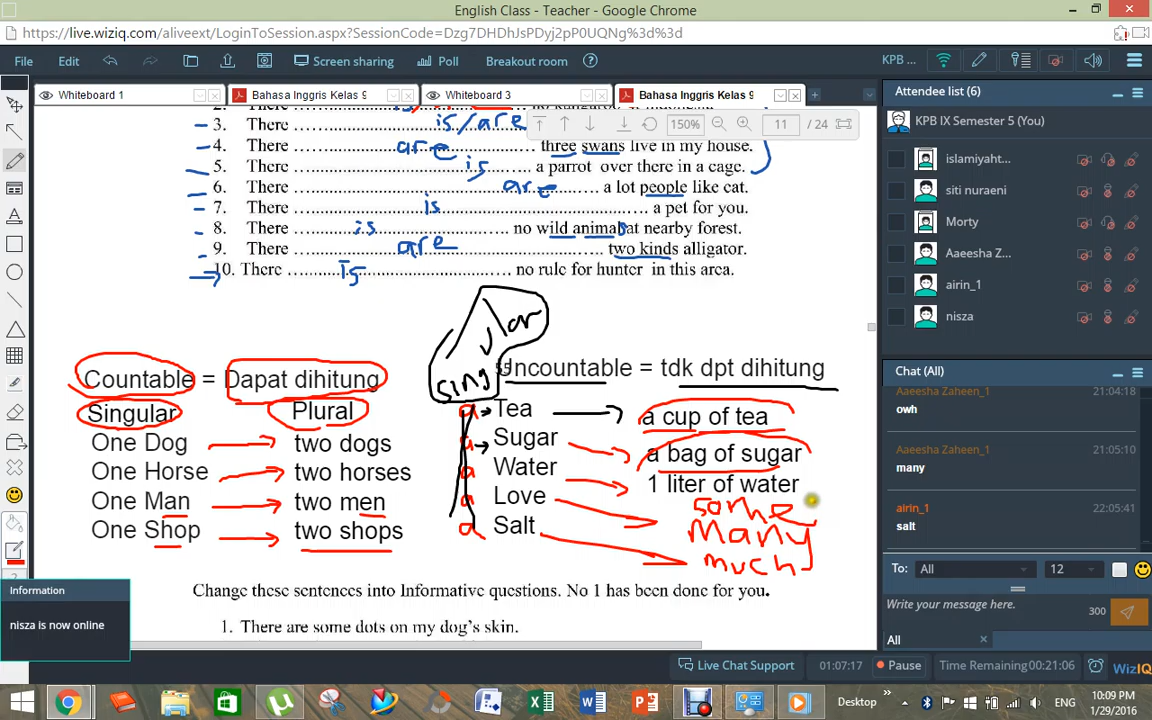 English Class - Teacher - Google Chrome
https://live.wiziq.com/aliveext/LoginToSession.aspx?SessionCode=Dzg7DHDhJsPDyj2pP0UQNg%3d%3d
File Edit Screen sharing Poll Breakout room KPB ...
Whiteboard 1 Bahasa Inggris Kelas 9 Whiteboard 3 Bahasa Inggris Kelas 9
150% 11 / 24
3. There is/are
4. There are three swans live in my house.
5. There is a parrot over there in a cage.
6. There are a lot people like cat.
7. There is a pet for you.
8. There is no wild animals at nearby forest.
9. There are two kinds alligator.
10. There is no rule for hunter in this area.
singular
Countable = Dapat dihitung
Uncountable = tdk dpt dihitung
Singular Plural
One Dog two dogs
One Horse two horses
One Man two men
One Shop two shops
a Tea a cup of tea
a Sugar a bag of sugar
a Water 1 liter of water
a Love some
a Salt many
much
Change these sentences into Informative questions. No 1 has been done for you.
1. There are some dots on my dog's skin.
Information
nisza is now online
Attendee list (6)
KPB IX Semester 5 (You)
islamiyaht...
siti nuraeni
Morty
Aaeesha Z...
airin_1
nisza
Chat (All)
Aaeesha Zaheen_1 21:04:18
owh
Aaeesha Zaheen_1 21:05:10
many
airin_1 21:05:41
salt
To: All 12
Write your message here. 300
All
Live Chat Support 01:07:17 Pause Time Remaining 00:21:06 WizIQ
Desktop ENG 10:09 PM
1/29/2016